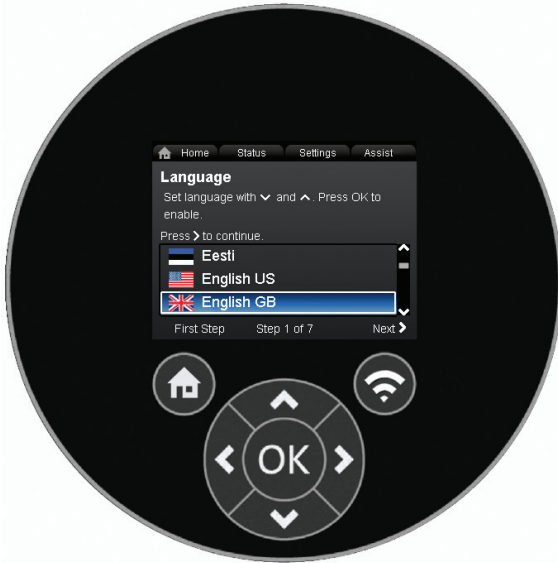 Home Status Settings Assist
Language
Set language with ⌄ and ⌃. Press OK to
enable.
Press > to continue.
Eesti
English US
English GB
First Step Step 1 of 7 Next >
OK